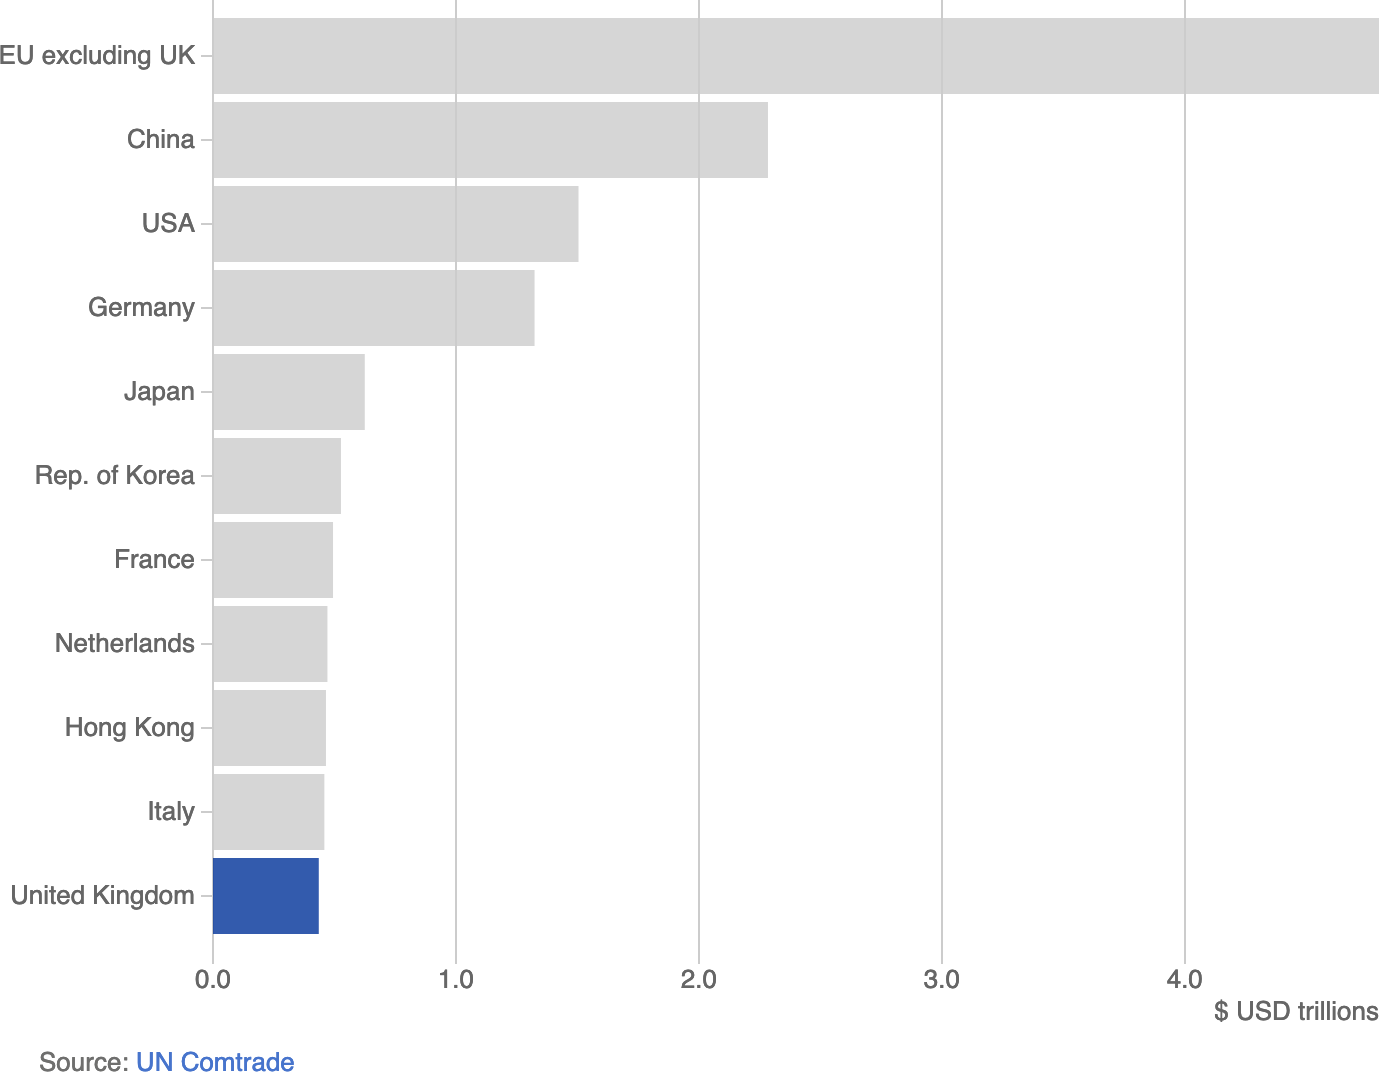 EU excluding UK
China
USA
Germany
Japan
Rep. of Korea
France
Netherlands
Hong Kong
Italy
United Kingdom
0.0 1.0 2.0 3.0 4.0
$ USD trillions
Source: UN Comtrade